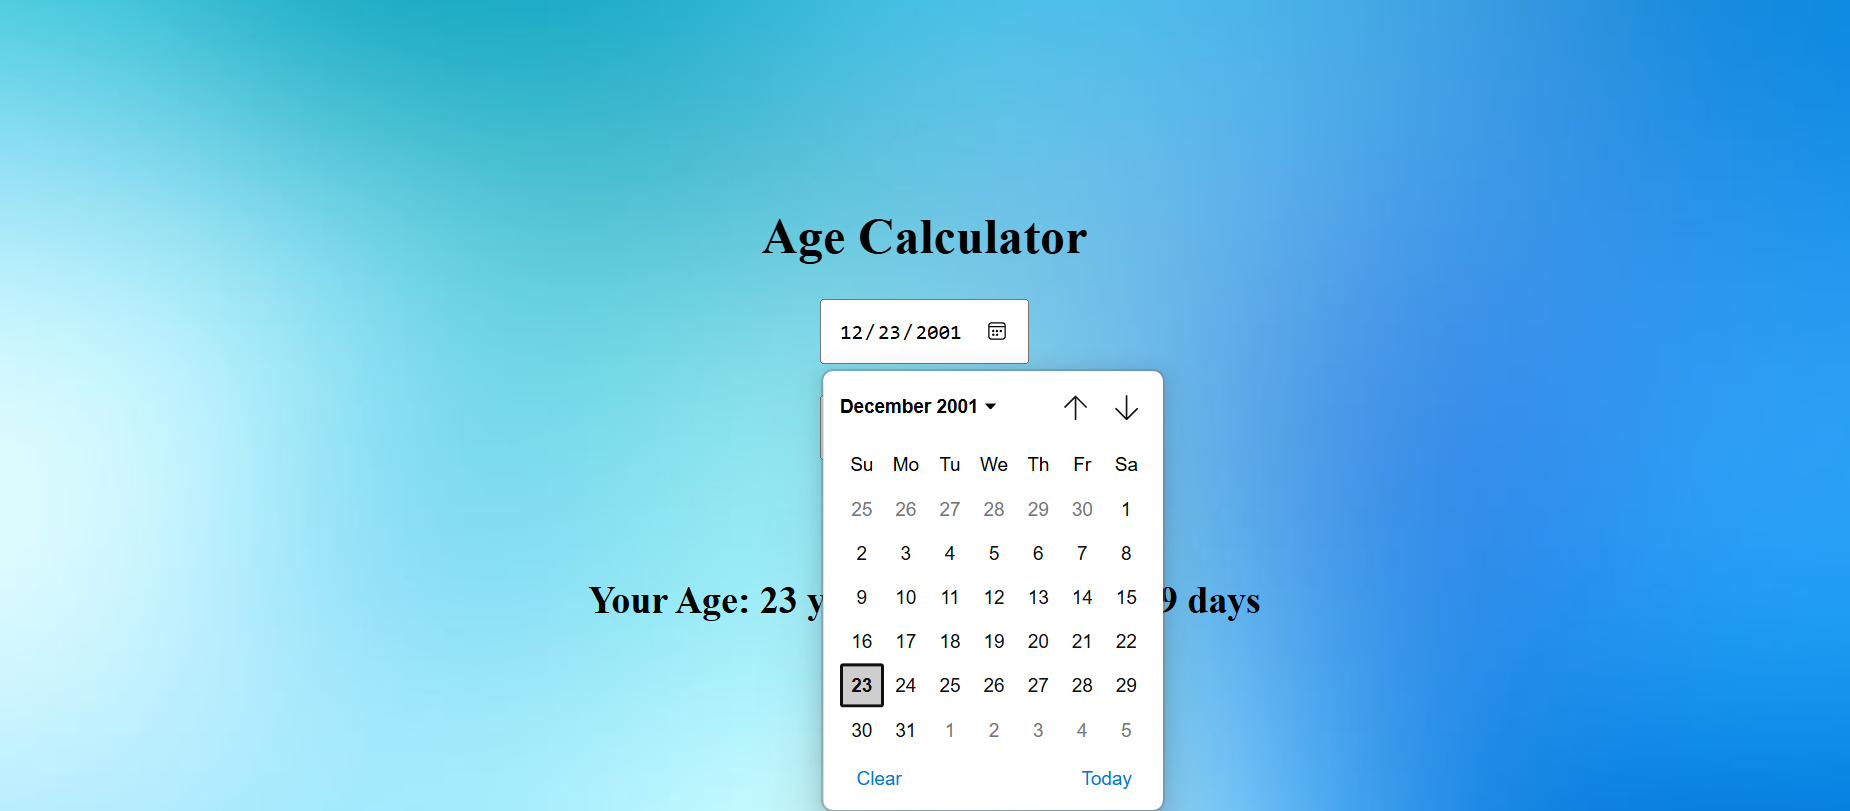 Age Calculator
12/23/2001
December 2001
Su Mo Tu We Th Fr Sa
25 26 27 28 29 30 1
2 3 4 5 6 7 8
9 10 11 12 13 14 15
16 17 18 19 20 21 22
23 24 25 26 27 28 29
30 31 1 2 3 4 5
Clear Today
Your Age: 23 9 days